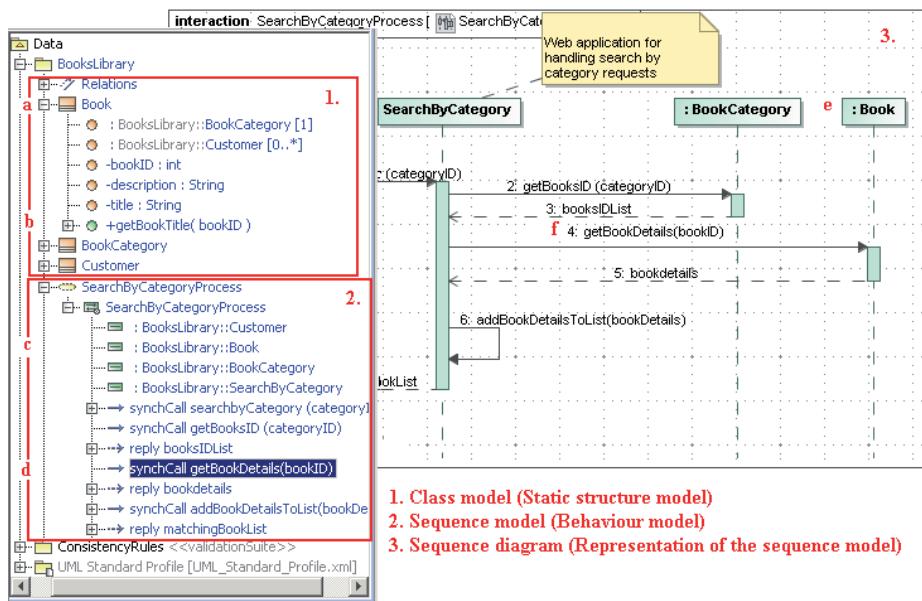 interaction SearchByCategoryProcess [ SearchByCate
3.
Web application for
handling search by
category requests
Data
BooksLibrary
Relations
1.
a
Book
: BooksLibrary::BookCategory [1]
: BooksLibrary::Customer [0..*]
-bookID : int
-description : String
-title : String
b
+getBookTitle( bookID )
BookCategory
Customer
SearchByCategoryProcess
2.
SearchByCategoryProcess
: BooksLibrary::Customer
c
: BooksLibrary::Book
: BooksLibrary::BookCategory
: BooksLibrary::SearchByCategory
synchCall searchbyCategory (categoryI
synchCall getBooksID (categoryID)
reply booksIDList
d
synchCall getBookDetails(bookID)
reply bookdetails
synchCall addBookDetailsToList(bookDe
reply matchingBookList
ConsistencyRules <<validationSuite>>
UML Standard Profile [UML_Standard_Profile.xml]
SearchByCategory
: BookCategory
e
: Book
(categoryID)
2: getBooksID (categoryID)
3: booksIDList
f
4: getBookDetails(bookID)
5: bookdetails
6: addBookDetailsToList(bookDetails)
ookList
1. Class model (Static structure model)
2. Sequence model (Behaviour model)
3. Sequence diagram (Representation of the sequence model)